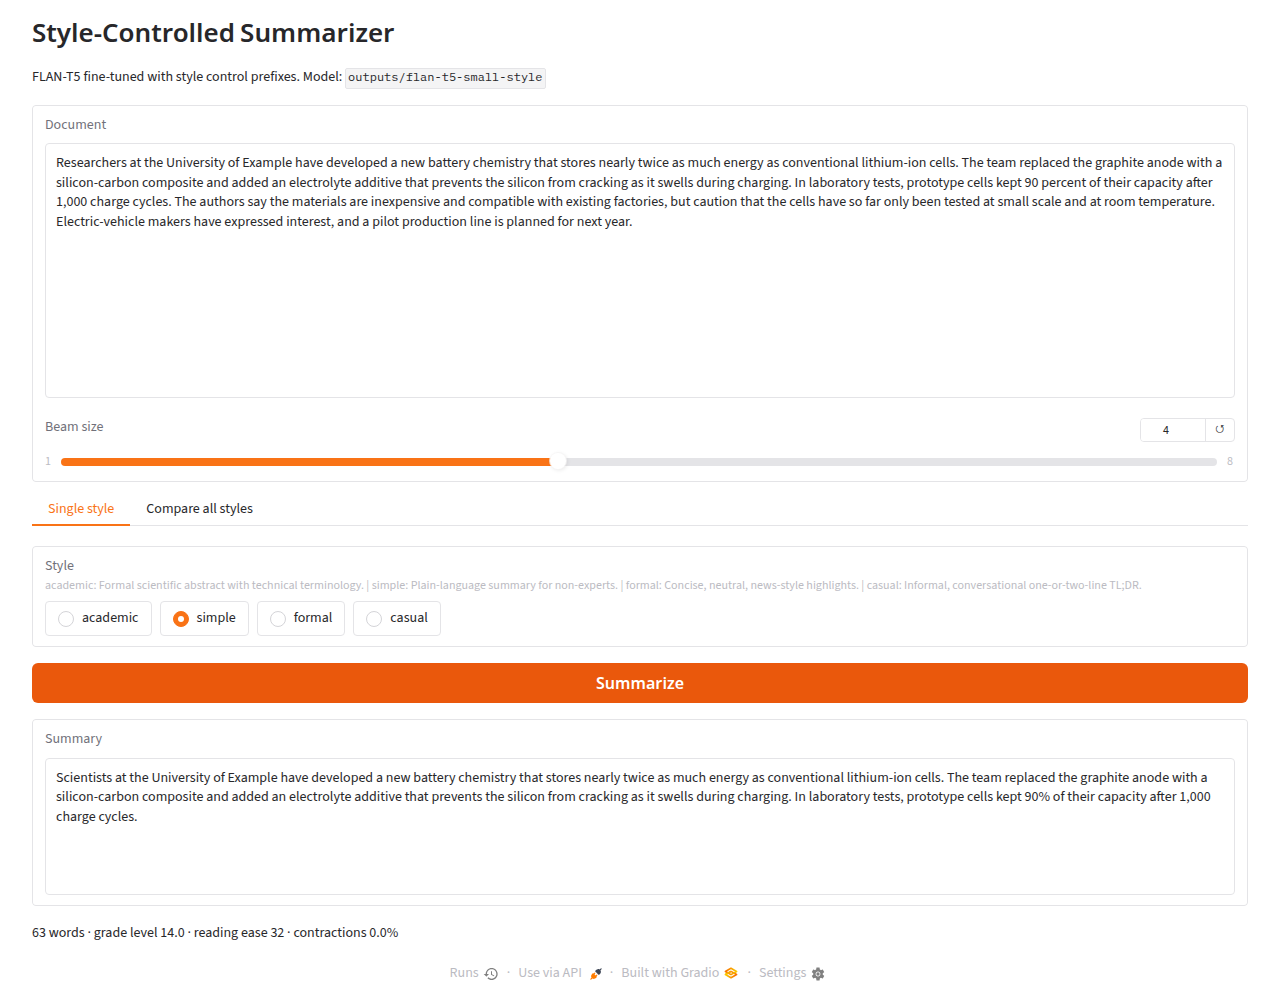 Style-Controlled Summarizer
FLAN-T5 fine-tuned with style control prefixes. Model: outputs/flan-t5-small-style
Document
Researchers at the University of Example have developed a new battery chemistry that stores nearly twice as much energy as conventional lithium-ion cells. The team replaced the graphite anode with a
silicon-carbon composite and added an electrolyte additive that prevents the silicon from cracking as it swells during charging. In laboratory tests, prototype cells kept 90 percent of their capacity after
1,000 charge cycles. The authors say the materials are inexpensive and compatible with existing factories, but caution that the cells have so far only been tested at small scale and at room temperature.
Electric-vehicle makers have expressed interest, and a pilot production line is planned for next year.
Beam size
4
1
8
Single style
Compare all styles
Style
academic: Formal scientific abstract with technical terminology. | simple: Plain-language summary for non-experts. | formal: Concise, neutral, news-style highlights. | casual: Informal, conversational one-or-two-line TL;DR.
academic
simple
formal
casual
Summarize
Summary
Scientists at the University of Example have developed a new battery chemistry that stores nearly twice as much energy as conventional lithium-ion cells. The team replaced the graphite anode with a
silicon-carbon composite and added an electrolyte additive that prevents the silicon from cracking as it swells during charging. In laboratory tests, prototype cells kept 90% of their capacity after 1,000
charge cycles.
63 words · grade level 14.0 · reading ease 32 · contractions 0.0%
Runs · Use via API · Built with Gradio · Settings